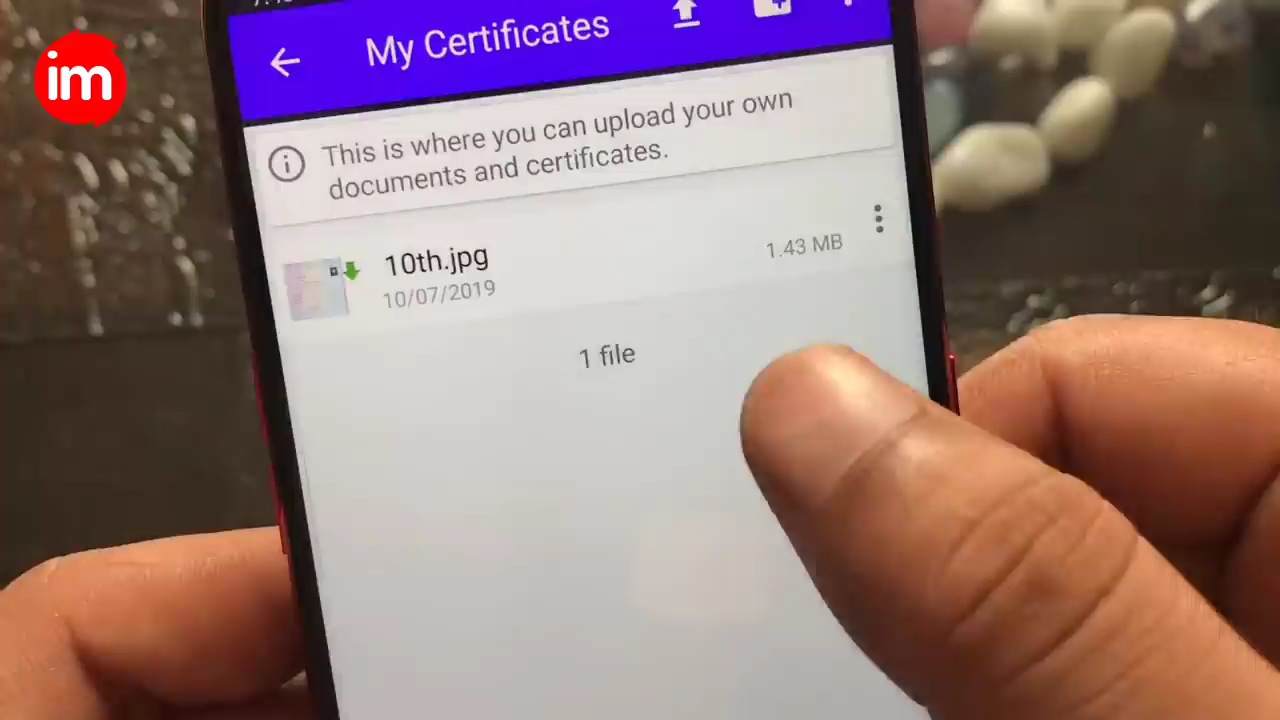 im
My Certificates
This is where you can upload your own
documents and certificates.
10th.jpg
1.43 MB
10/07/2019
1 file